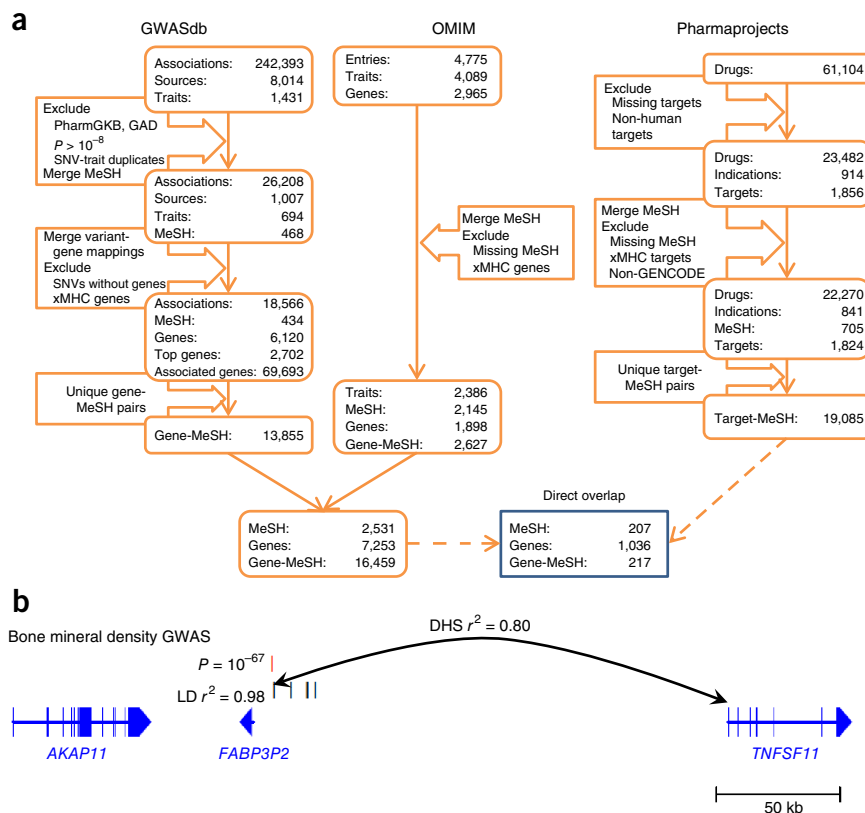 a
GWASdb
OMIM
Pharmaprojects
Associations: 242,393
Sources: 8,014
Traits: 1,431
Exclude
PharmGKB, GAD
P > 10⁻⁸
SNV-trait duplicates
Merge MeSH
Associations: 26,208
Sources: 1,007
Traits: 694
MeSH: 468
Merge variant-
gene mappings
Exclude
SNVs without genes
xMHC genes
Associations: 18,566
MeSH: 434
Genes: 6,120
Top genes: 2,702
Associated genes: 69,693
Unique gene-
MeSH pairs
Gene-MeSH: 13,855
Entries: 4,775
Traits: 4,089
Genes: 2,965
Merge MeSH
Exclude
Missing MeSH
xMHC genes
Traits: 2,386
MeSH: 2,145
Genes: 1,898
Gene-MeSH: 2,627
Drugs: 61,104
Exclude
Missing targets
Non-human
targets
Drugs: 23,482
Indications: 914
Targets: 1,856
Merge MeSH
Exclude
Missing MeSH
xMHC targets
Non-GENCODE
Drugs: 22,270
Indications: 841
MeSH: 705
Targets: 1,824
Unique target-
MeSH pairs
Target-MeSH: 19,085
MeSH: 2,531
Genes: 7,253
Gene-MeSH: 16,459
Direct overlap
MeSH: 207
Genes: 1,036
Gene-MeSH: 217
b
Bone mineral density GWAS
DHS r² = 0.80
P = 10⁻⁶⁷
LD r² = 0.98
AKAP11
FABP3P2
TNFSF11
50 kb